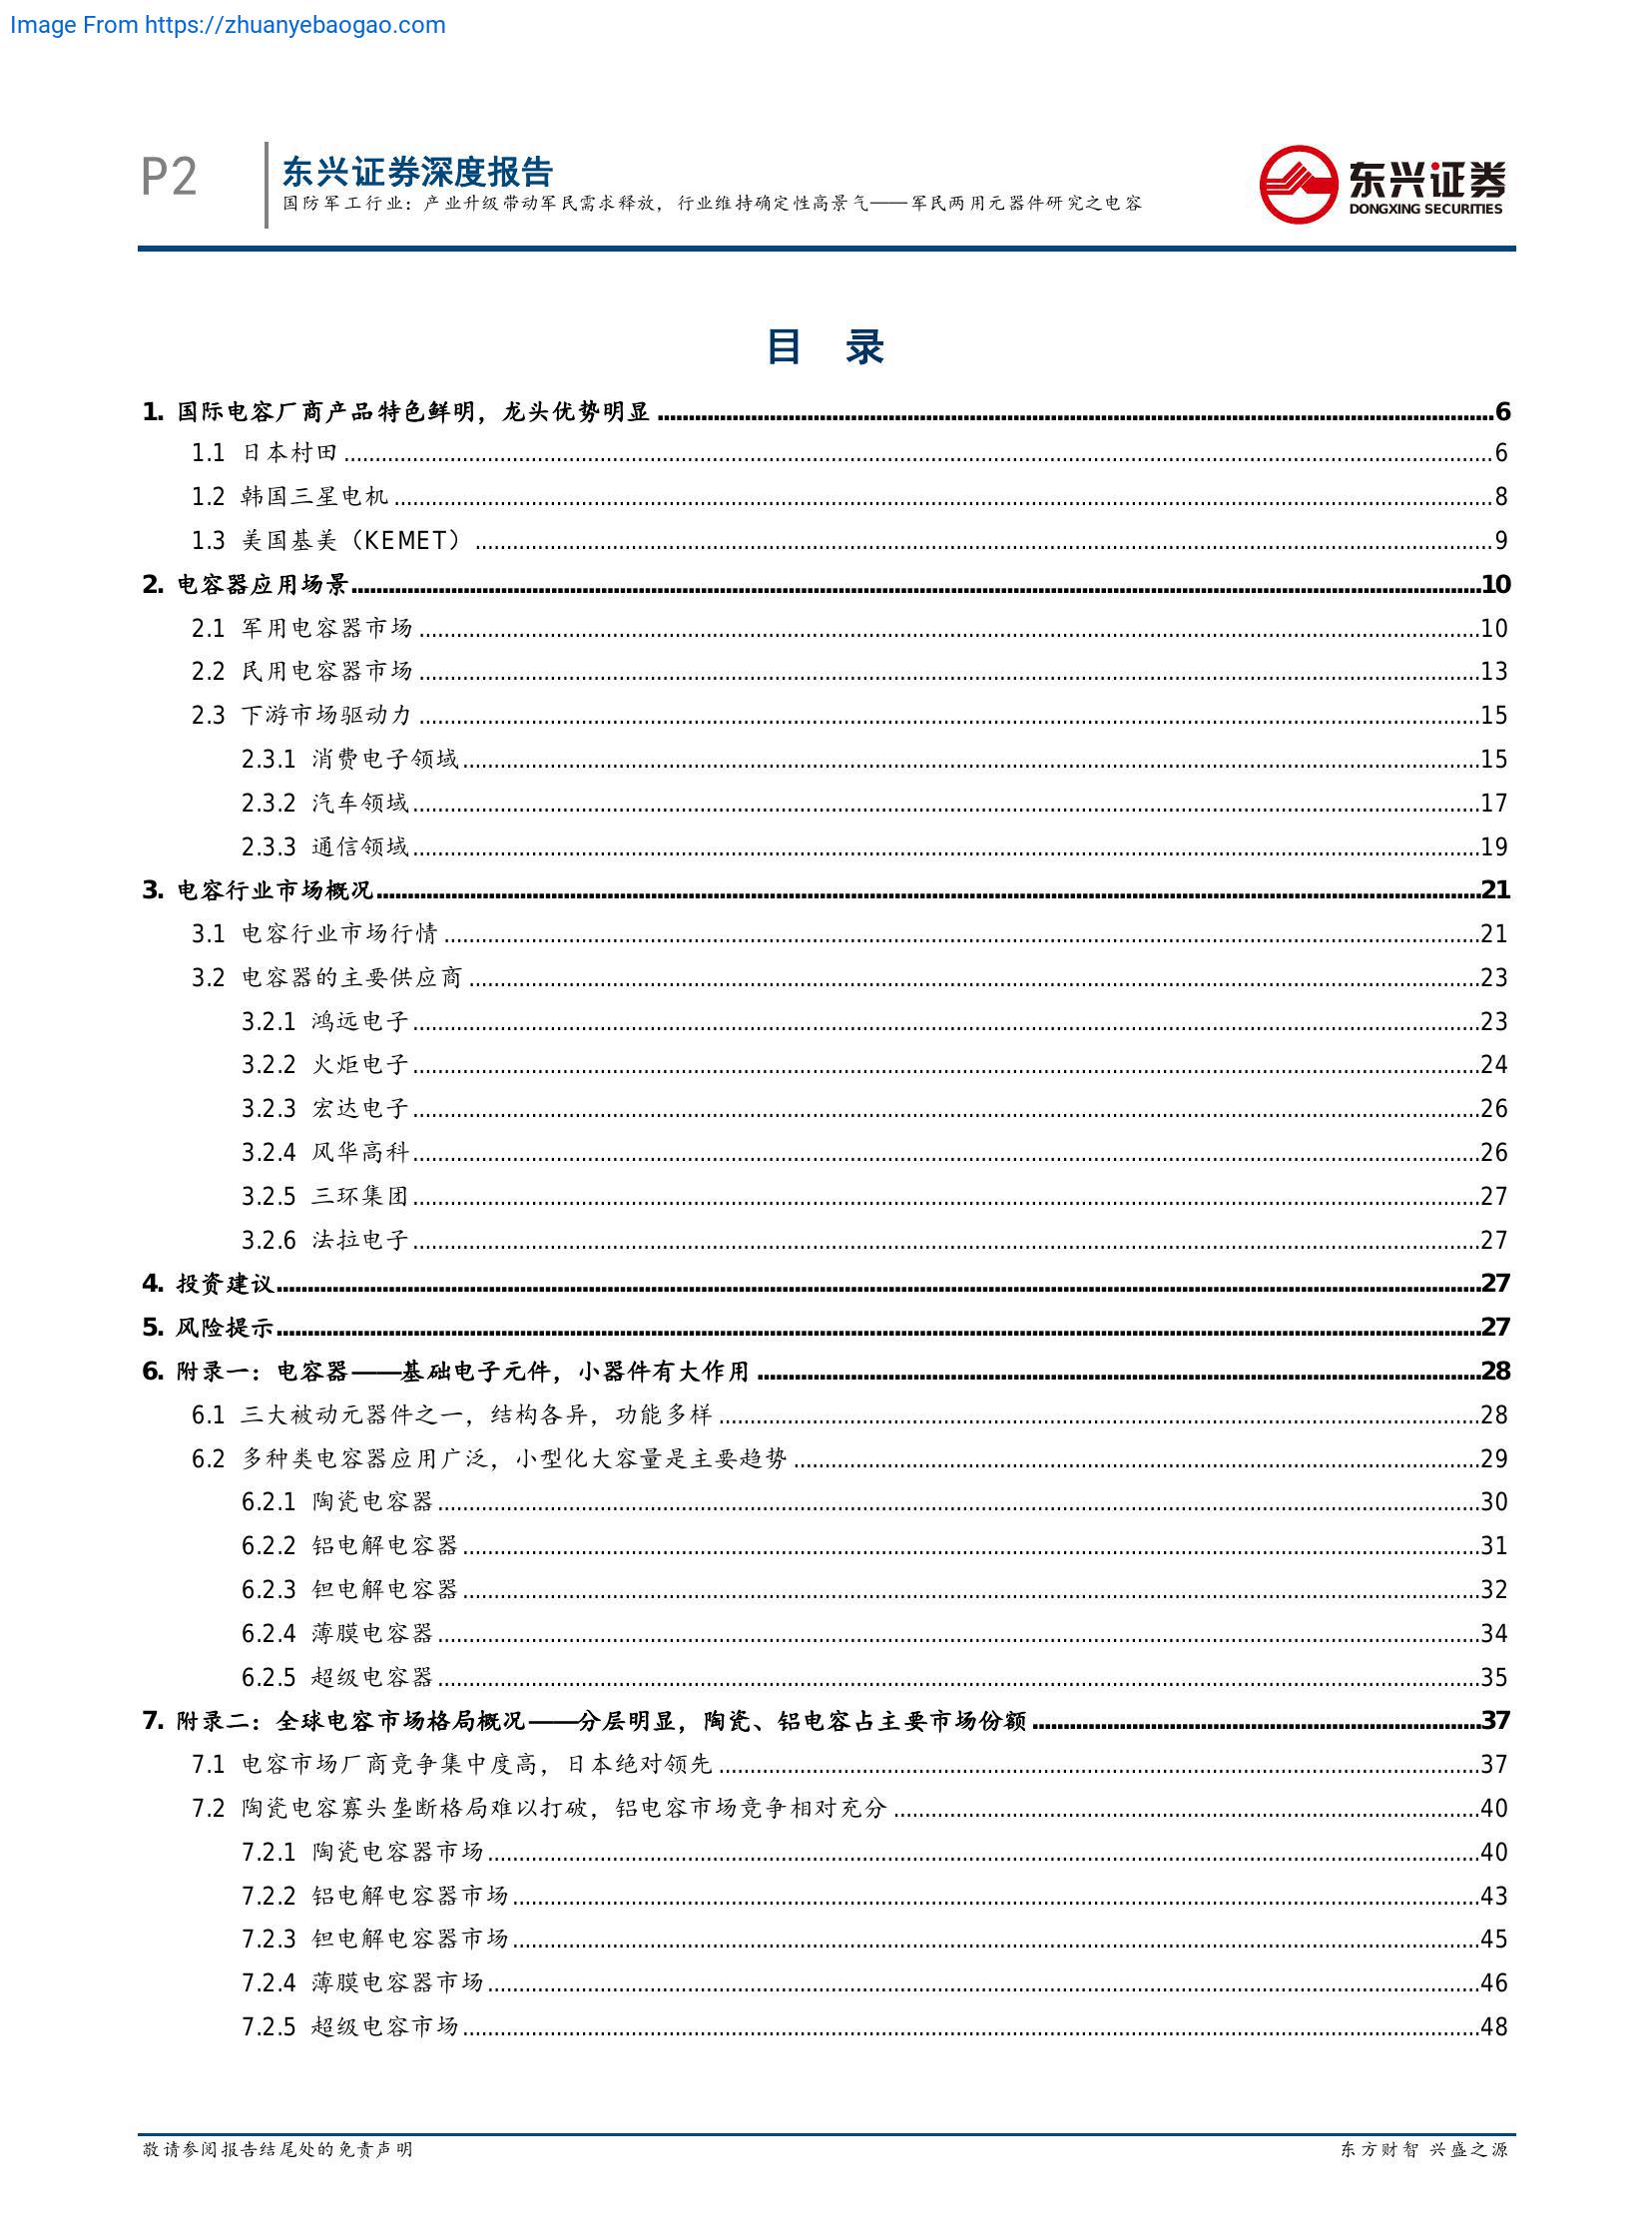 Image From https://zhuanyebaogao.com
P2
东兴证券深度报告
国防军工行业：产业升级带动军民需求释放，行业维持确定性高景气——军民两用元器件研究之电容
东兴证券
DONGXING SECURITIES
目 录
1. 国际电容厂商产品特色鲜明，龙头优势明显 6
1.1 日本村田 6
1.2 韩国三星电机 8
1.3 美国基美（KEMET） 9
2. 电容器应用场景 10
2.1 军用电容器市场 10
2.2 民用电容器市场 13
2.3 下游市场驱动力 15
2.3.1 消费电子领域 15
2.3.2 汽车领域 17
2.3.3 通信领域 19
3. 电容行业市场概况 21
3.1 电容行业市场行情 21
3.2 电容器的主要供应商 23
3.2.1 鸿远电子 23
3.2.2 火炬电子 24
3.2.3 宏达电子 26
3.2.4 风华高科 26
3.2.5 三环集团 27
3.2.6 法拉电子 27
4. 投资建议 27
5. 风险提示 27
6. 附录一：电容器——基础电子元件，小器件有大作用 28
6.1 三大被动元器件之一，结构各异，功能多样 28
6.2 多种类电容器应用广泛，小型化大容量是主要趋势 29
6.2.1 陶瓷电容器 30
6.2.2 铝电解电容器 31
6.2.3 钽电解电容器 32
6.2.4 薄膜电容器 34
6.2.5 超级电容器 35
7. 附录二：全球电容市场格局概况——分层明显，陶瓷、铝电容占主要市场份额 37
7.1 电容市场厂商竞争集中度高，日本绝对领先 37
7.2 陶瓷电容寡头垄断格局难以打破，铝电容市场竞争相对充分 40
7.2.1 陶瓷电容器市场 40
7.2.2 铝电解电容器市场 43
7.2.3 钽电解电容器市场 45
7.2.4 薄膜电容器市场 46
7.2.5 超级电容市场 48
敬请参阅报告结尾处的免责声明
东方财智 兴盛之源